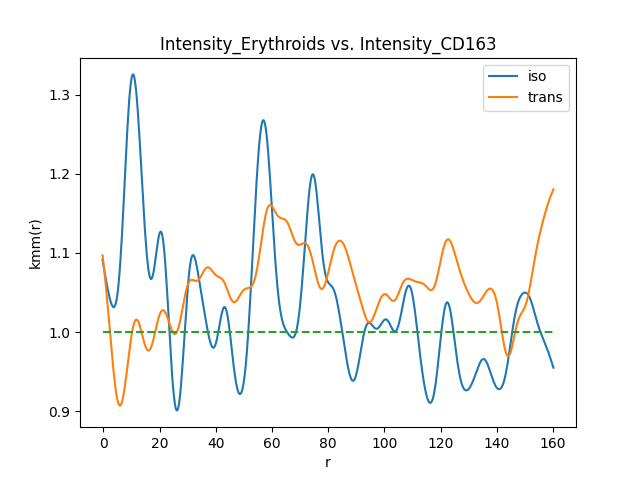 Intensity_Erythroids vs. Intensity_CD163
iso
trans
kmm(r)
1.3
1.2
1.1
1.0
0.9
0 20 40 60 80 100 120 140 160
r